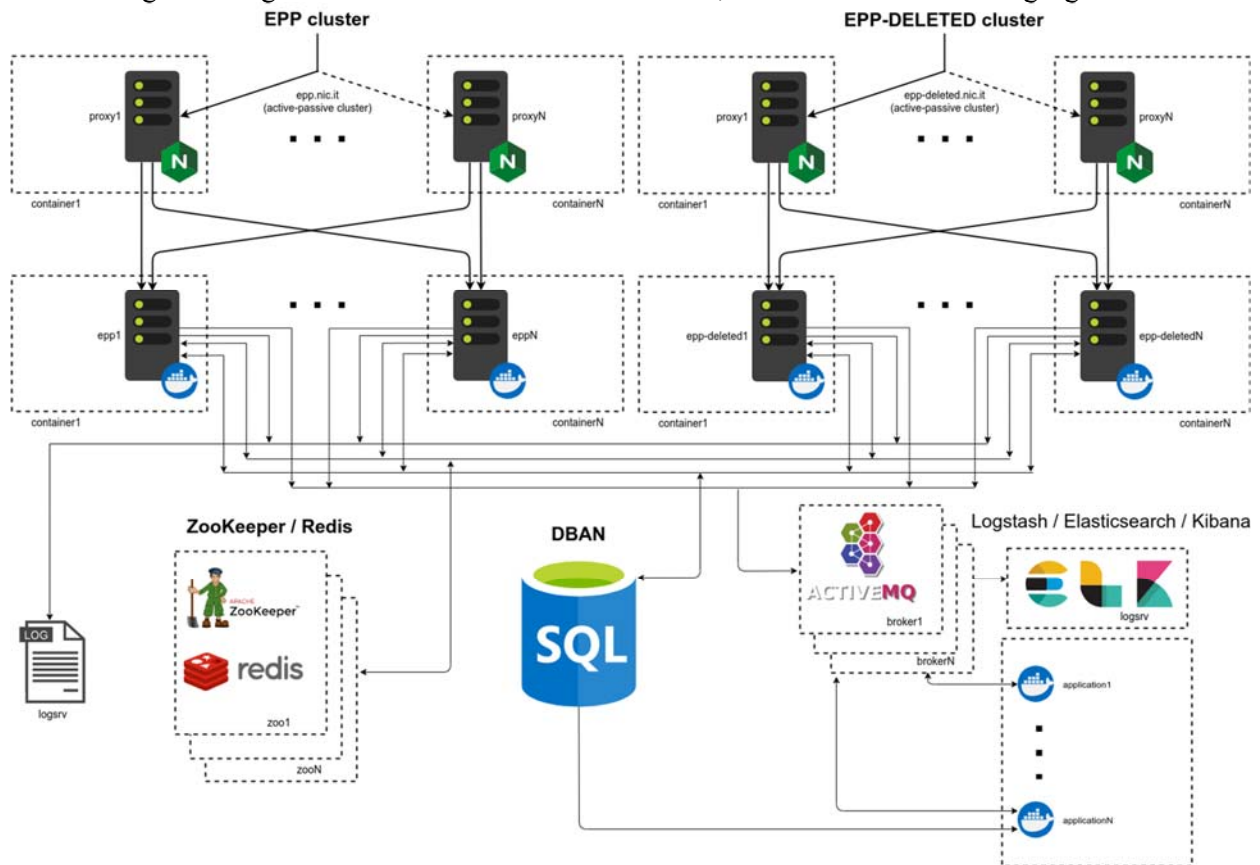 EPP cluster
EPP-DELETED cluster
epp.nic.it
(active-passive cluster)
epp-deleted.nic.it
(active-passive cluster)
proxy1
proxyN
proxy1
proxyN
N
N
N
N
container1
containerN
container1
containerN
epp1
eppN
epp-deleted1
epp-deletedN
container1
containerN
container1
containerN
ZooKeeper / Redis
DBAN
Logstash / Elasticsearch / Kibana
APACHE
ZooKeeper™
redis
zoo1
zooN
LOG
logsrv
SQL
ACTIVEMQ
broker1
brokerN
logsrv
application1
applicationN